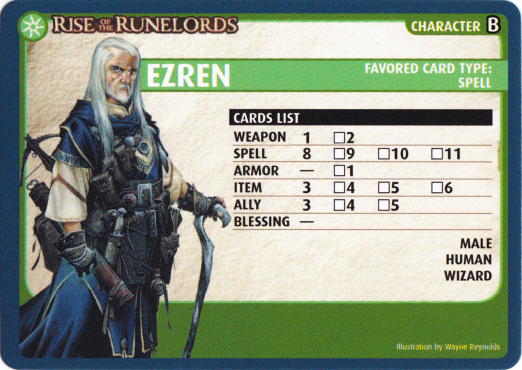 RISE OF THE RUNELORDS
CHARACTER B
EZREN
FAVORED CARD TYPE:
SPELL
CARDS LIST
WEAPON 1 □2
SPELL 8 □9 □10 □11
ARMOR — □1
ITEM 3 □4 □5 □6
ALLY 3 □4 □5
BLESSING —
MALE
HUMAN
WIZARD
Illustration by Wayne Reynolds